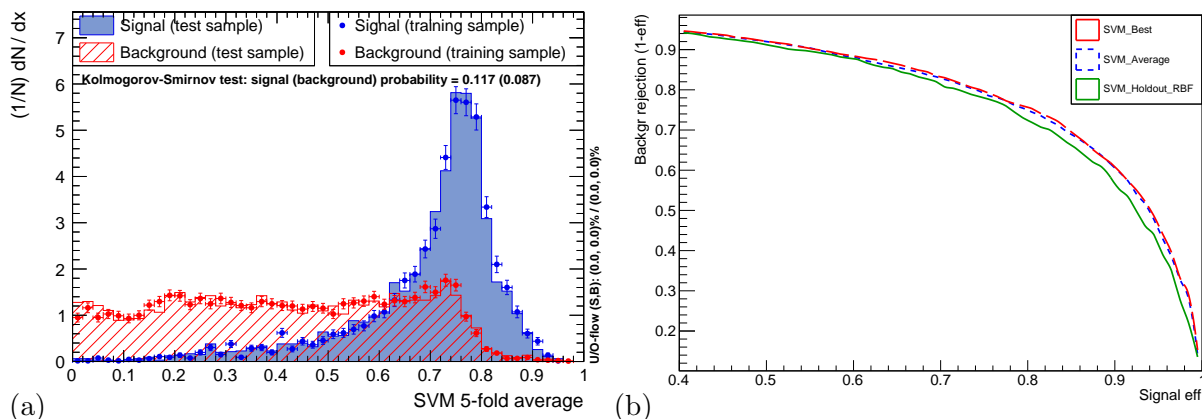 (1/N) dN / dx
7
6
5
4
3
2
1
0
Signal (test sample)
Background (test sample)
Signal (training sample)
Background (training sample)
Kolmogorov-Smirnov test: signal (background) probability = 0.117 (0.087)
U/O-flow (S,B): (0.0, 0.0)% / (0.0, 0.0)%
0 0.1 0.2 0.3 0.4 0.5 0.6 0.7 0.8 0.9 1
SVM 5-fold average
(a)
Backgr rejection (1-eff)
0.9
0.8
0.7
0.6
0.5
0.4
0.3
0.2
SVM_Best
SVM_Average
SVM_Holdout_RBF
0.4 0.5 0.6 0.7 0.8 0.9 1
Signal eff
(b)